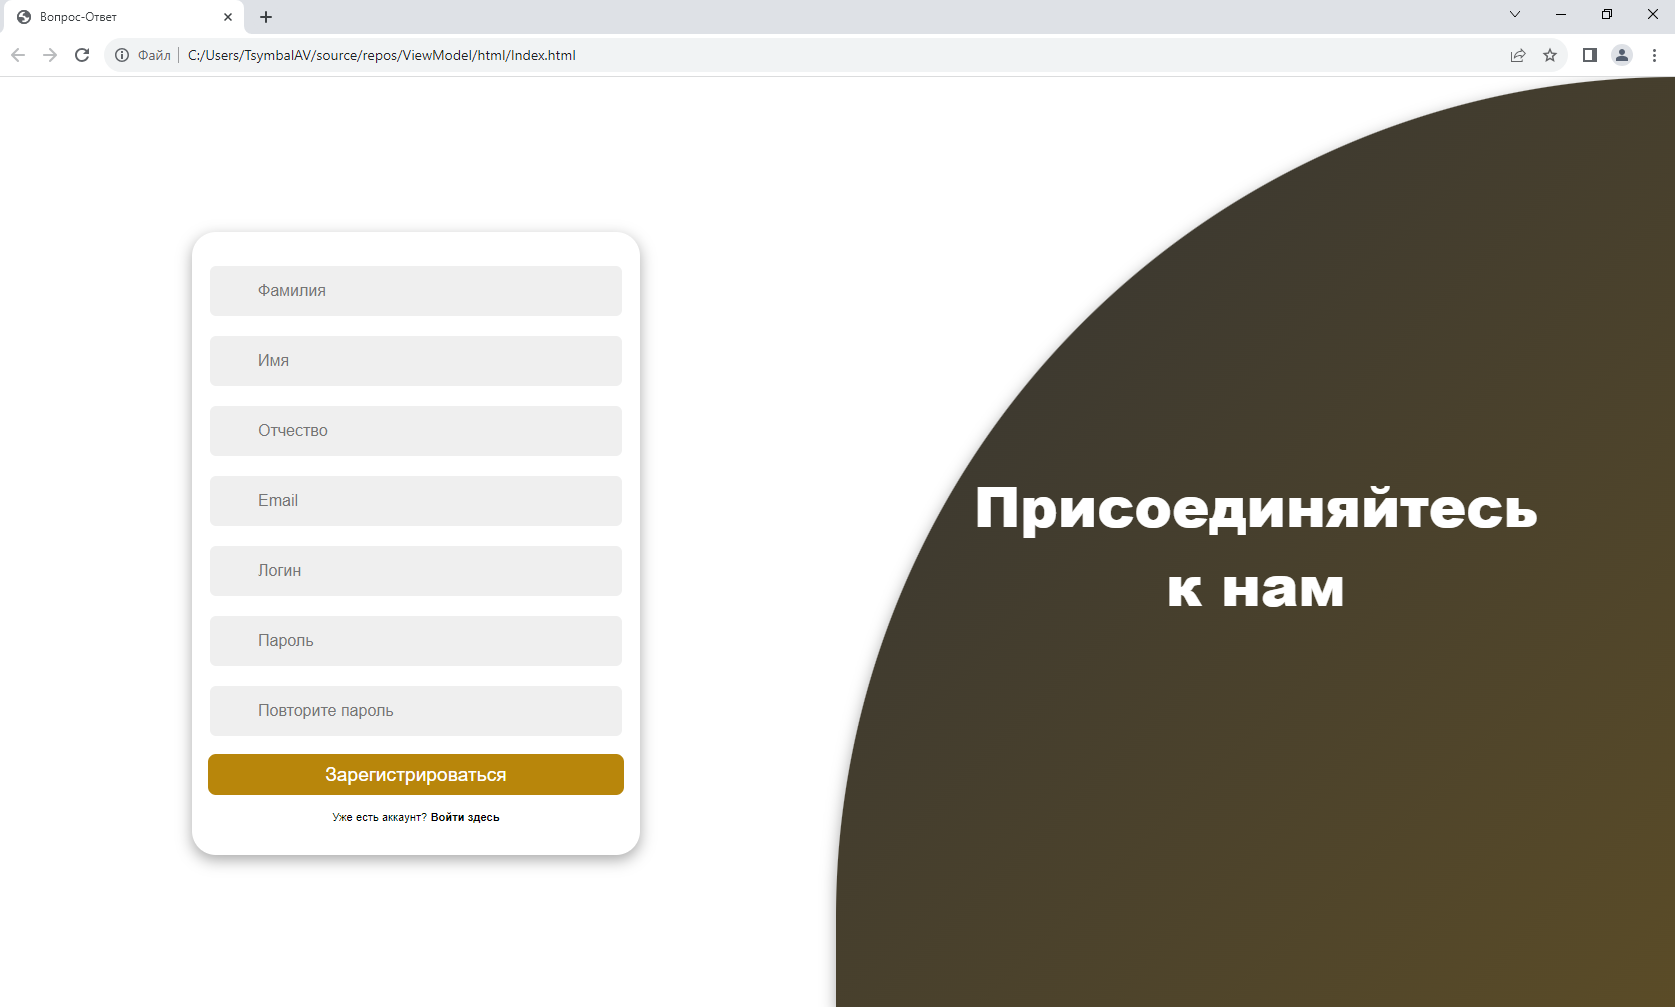 Вопрос-Ответ
Файл C:/Users/TsymbalAV/source/repos/ViewModel/html/Index.html
Фамилия
Имя
Отчество
Email
Логин
Пароль
Повторите пароль
Зарегистрироваться
Уже есть аккаунт? Войти здесь
Присоединяйтесь
к нам